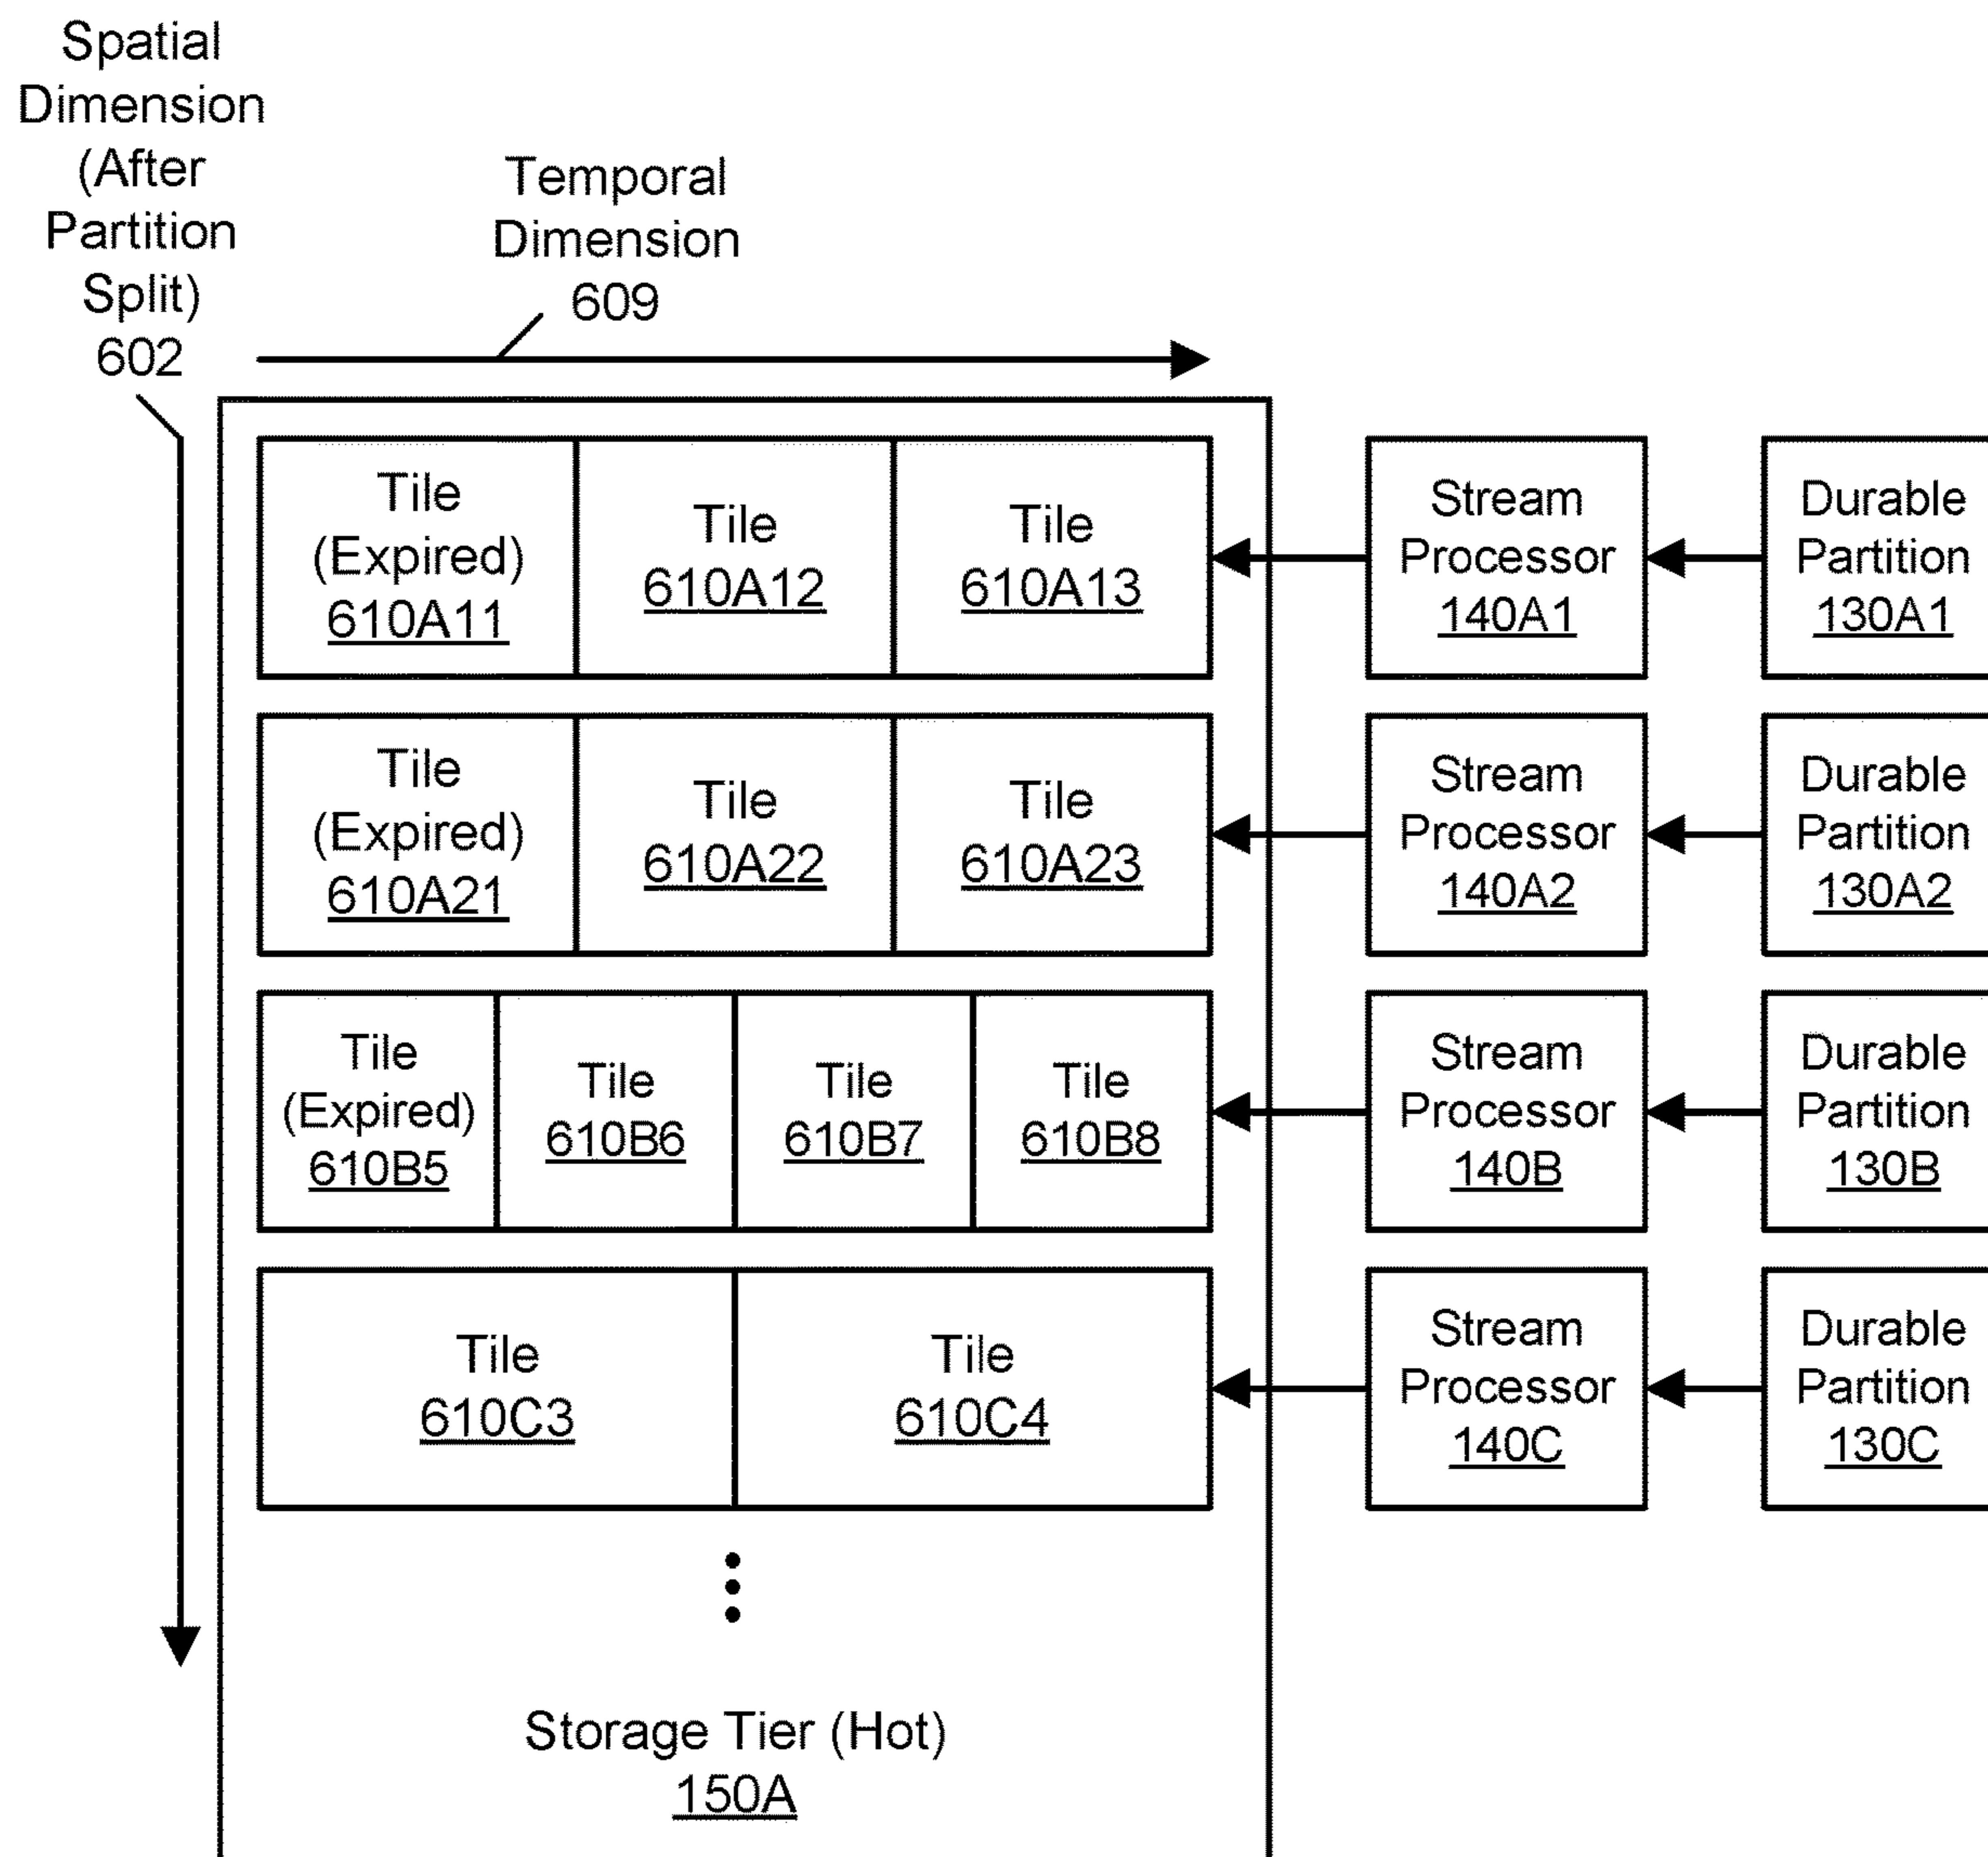 Spatial
Dimension
(After
Partition
Split)
602
Temporal
Dimension
609
Tile
(Expired)
610A11
Tile
610A12
Tile
610A13
Stream
Processor
140A1
Durable
Partition
130A1
Tile
(Expired)
610A21
Tile
610A22
Tile
610A23
Stream
Processor
140A2
Durable
Partition
130A2
Tile
(Expired)
610B5
Tile
610B6
Tile
610B7
Tile
610B8
Stream
Processor
140B
Durable
Partition
130B
Tile
610C3
Tile
610C4
Stream
Processor
140C
Durable
Partition
130C
Storage Tier (Hot)
150A